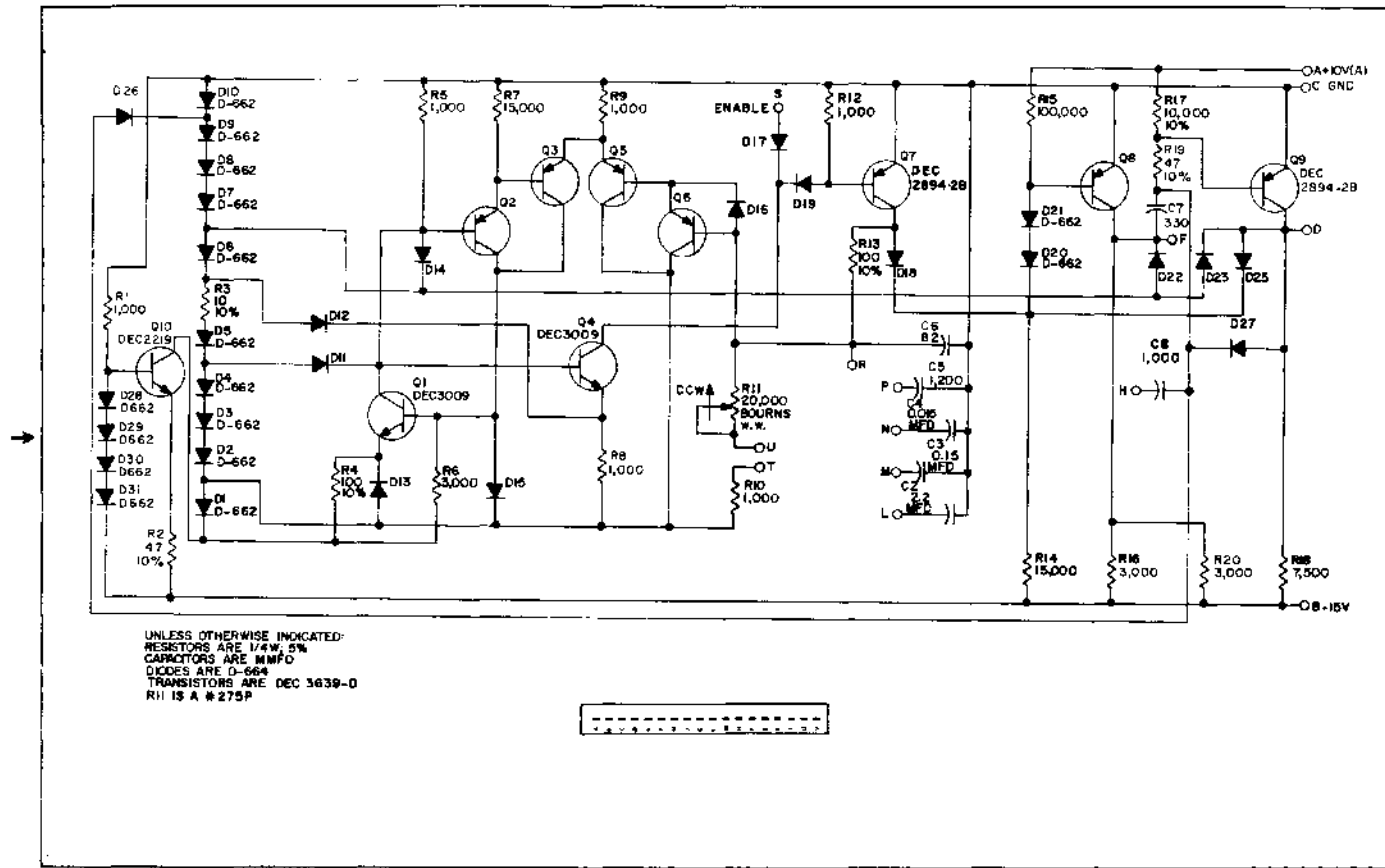 D26
D10
D-662
D9
D-662
D8
D-662
D7
D-662
D6
D-662
R3
10
10%
D5
D-662
D4
D-662
D3
D-662
D2
D-662
D1
D-662
R1
1,000
Q10
DEC2219
D28
D662
D29
D662
D30
D662
D31
D662
R2
47
10%
R5
1,000
R7
15,000
R9
1,000
Q3
Q5
Q2
Q6
D14
D12
D11
Q4
DEC3009
Q1
DEC3009
R4
100
10%
D13
R6
3,000
D15
R8
1,000
S
ENABLE
D17
D16
D19
R12
1,000
Q7
DEC
2894-2B
R13
100
10%
D18
CCW
R11
20,000
BOURNS
W.W.
U
T
R10
1,000
R
C6
82
P
C5
1,200
C4
0.015
MFD
N
C3
0.15
MFD
M
C2
2.2
MFD
L
R15
100,000
D21
D-662
D20
D-662
Q8
R17
10,000
10%
R19
47
10%
C7
330
F
D22
D23
D25
Q9
DEC
2894-2B
A+10V(A)
C GND
D
D27
C8
1,000
H
R14
15,000
R16
3,000
R20
3,000
R18
7,500
B-15V
UNLESS OTHERWISE INDICATED:
RESISTORS ARE 1/4W; 5%
CAPACITORS ARE MMFD
DIODES ARE D-664
TRANSISTORS ARE DEC 3639-D
R11 IS A #275P